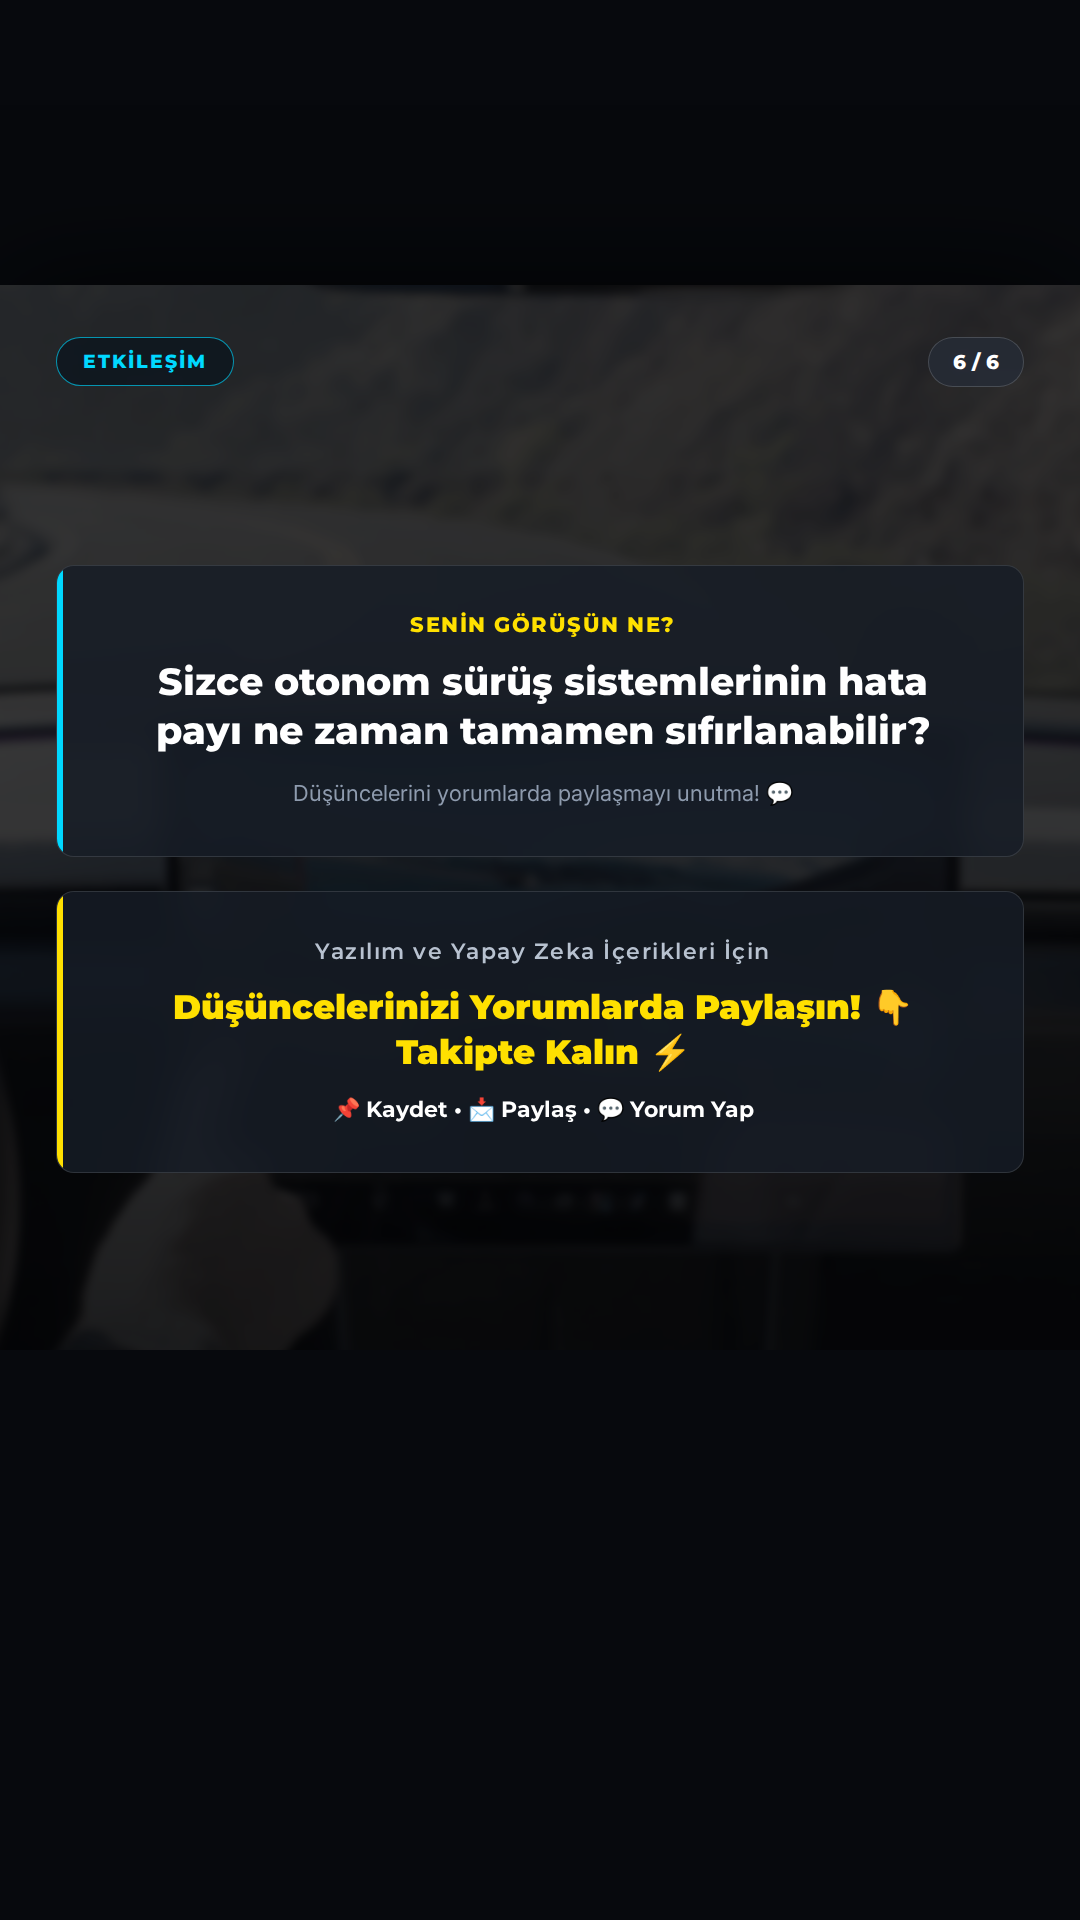 ETKİLEŞİM
6 / 6
SENİN GÖRÜŞÜN NE?
Sizce otonom sürüş sistemlerinin hata
payı ne zaman tamamen sıfırlanabilir?
Düşüncelerini yorumlarda paylaşmayı unutma! 💬
Yazılım ve Yapay Zeka İçerikleri İçin
Düşüncelerinizi Yorumlarda Paylaşın! 👇
Takipte Kalın ⚡
📌 Kaydet • 📩 Paylaş • 💬 Yorum Yap